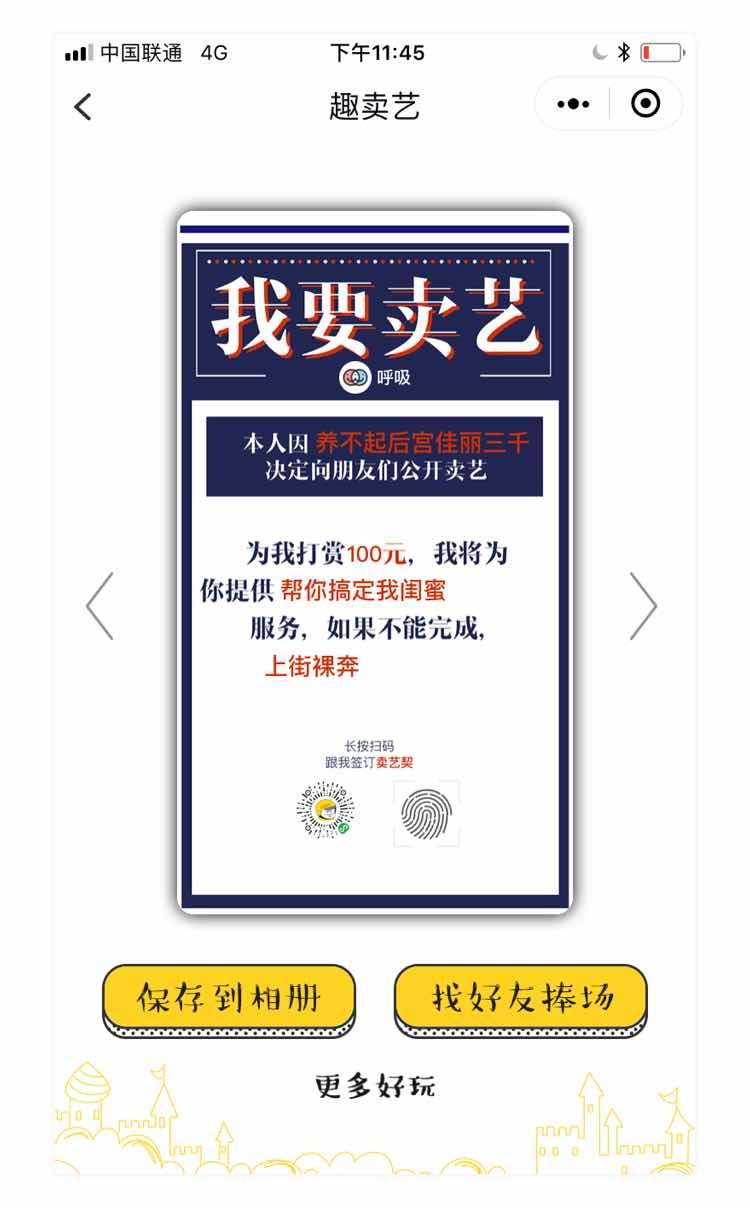 中国联通 4G 下午11:45
趣卖艺
我要卖艺
呼吸
本人因 养不起后宫佳丽三千
决定向朋友们公开卖艺
为我打赏100元，我将为
你提供 帮你搞定我闺蜜
服务，如果不能完成，
上街裸奔
长按扫码
跟我签订卖艺契
保存到相册 找好友捧场
更多好玩